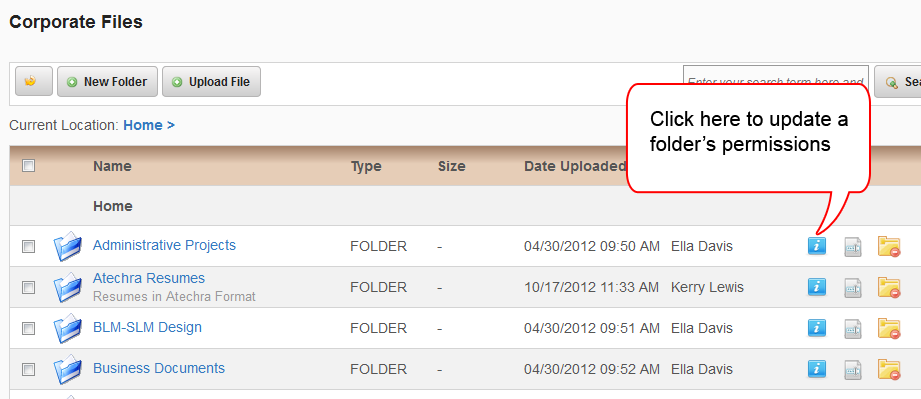 Corporate Files
New Folder Upload File Enter your search term here and Sea
Click here to update a
folder's permissions
Current Location: Home >
Name Type Size Date Uploaded
Home
Administrative Projects FOLDER - 04/30/2012 09:50 AM Ella Davis
Atechra Resumes FOLDER - 10/17/2012 11:33 AM Kerry Lewis
Resumes in Atechra Format
BLM-SLM Design FOLDER - 04/30/2012 09:51 AM Ella Davis
Business Documents FOLDER - 04/30/2012 09:52 AM Ella Davis